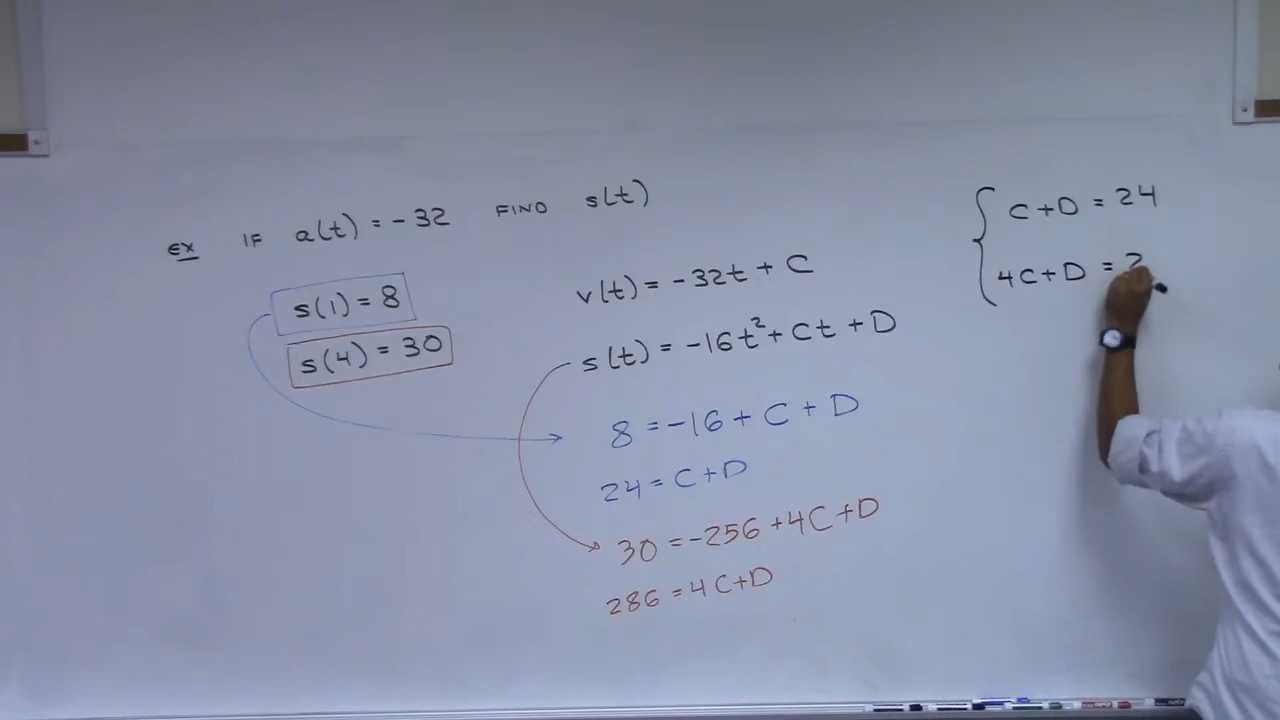 EX IF a(t) = -32 FIND s(t)
s(1) = 8
s(4) = 30
v(t) = -32t + C
s(t) = -16t² + Ct + D
8 = -16 + C + D
24 = C+D
30 = -256 + 4C + D
286 = 4C+D
C+D = 24
4C+D = 2